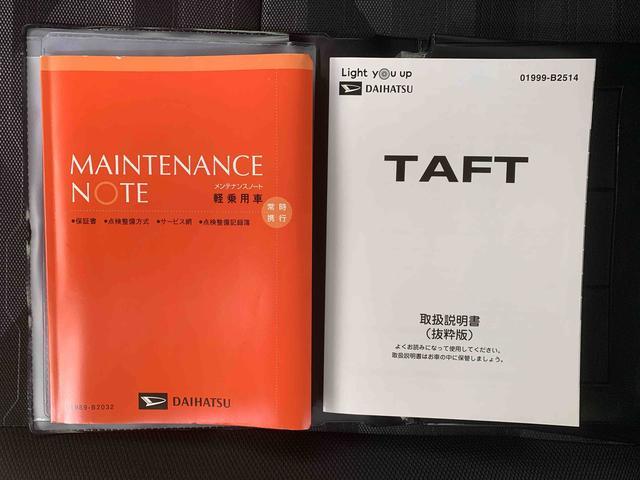 MAINTENANCE
NOTE
メンテナンスノート
軽乗用車
常時
携行
●保証書 ●点検整備方式 ●サービス網 ●点検整備記録簿
DAIHATSU
Light you up
DAIHATSU
01999-B2514
TAFT
取扱説明書
（抜粋版）
よくお読みになって使用してください。
取扱説明書はお車の中に保管しましょう。